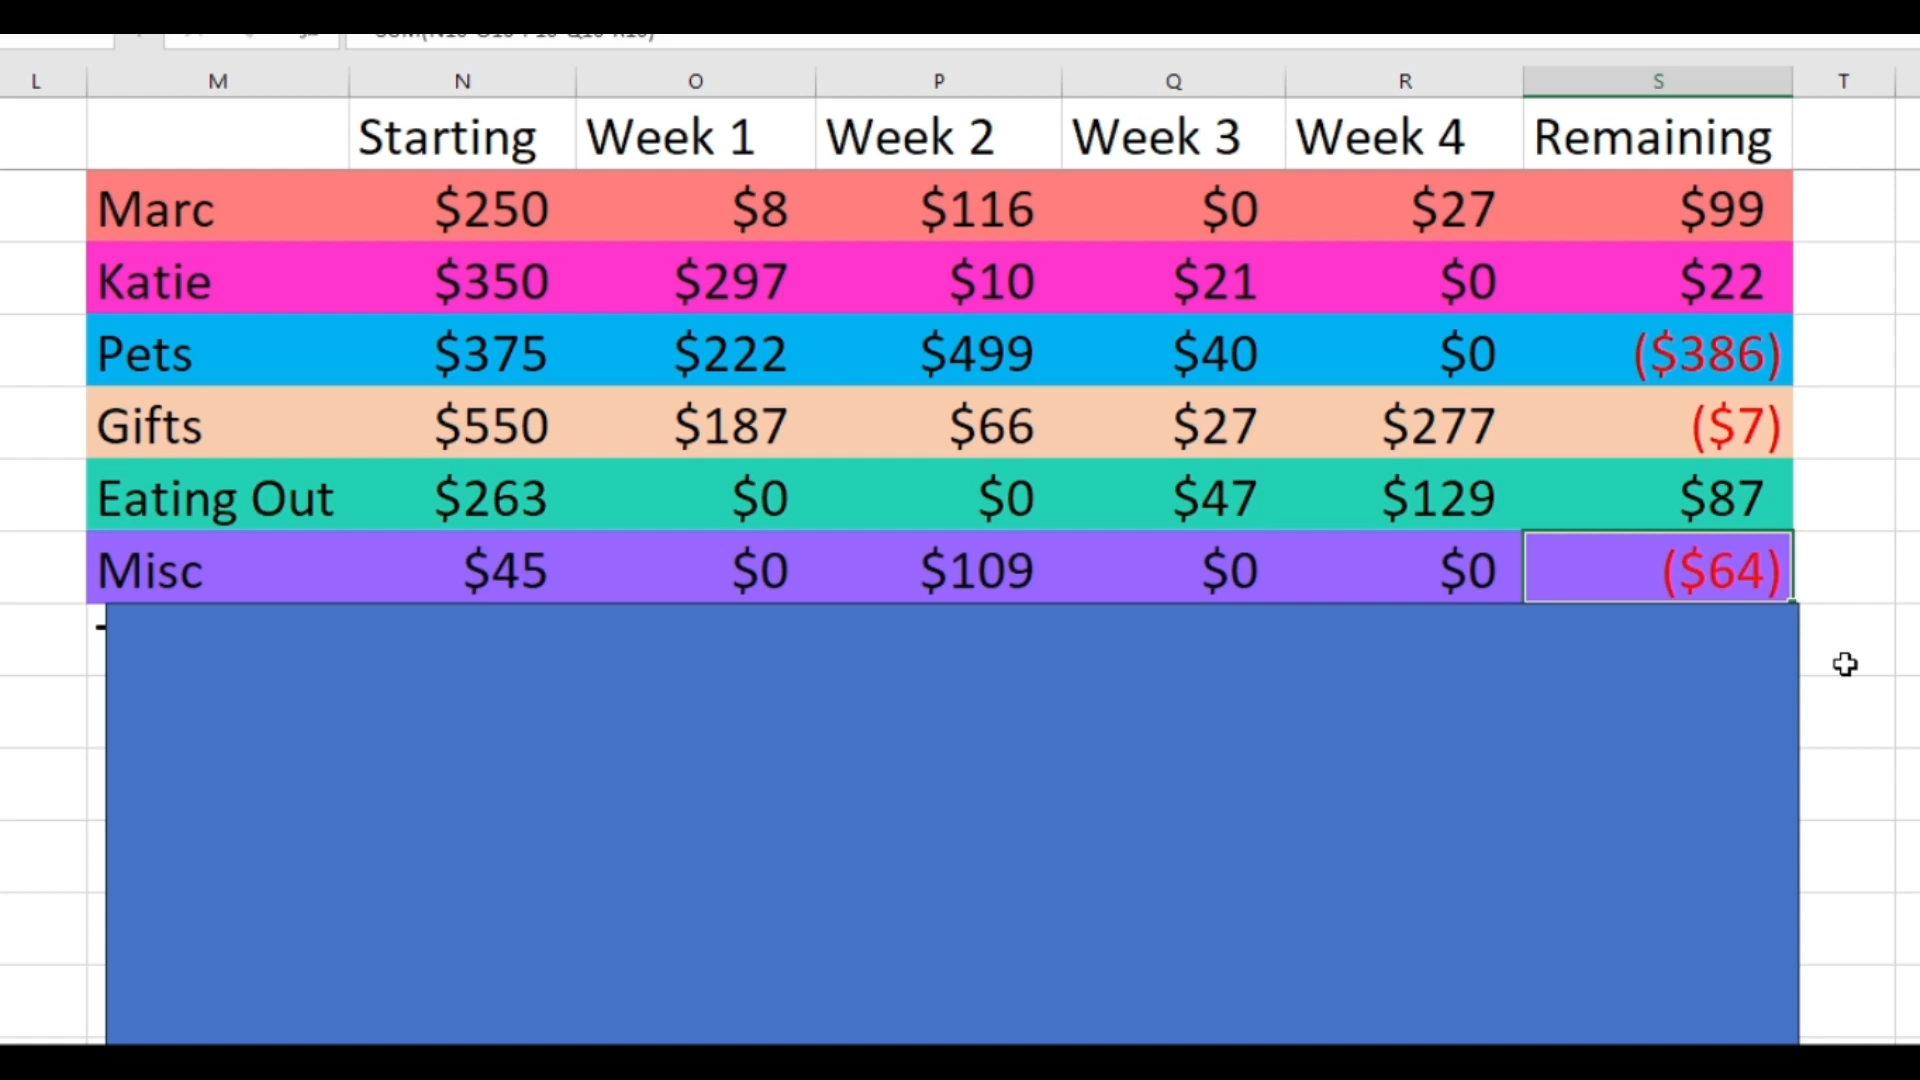 L M N O P Q R S T
Starting Week 1 Week 2 Week 3 Week 4 Remaining
Marc $250 $8 $116 $0 $27 $99
Katie $350 $297 $10 $21 $0 $22
Pets $375 $222 $499 $40 $0 ($386)
Gifts $550 $187 $66 $27 $277 ($7)
Eating Out $263 $0 $0 $47 $129 $87
Misc $45 $0 $109 $0 $0 ($64)